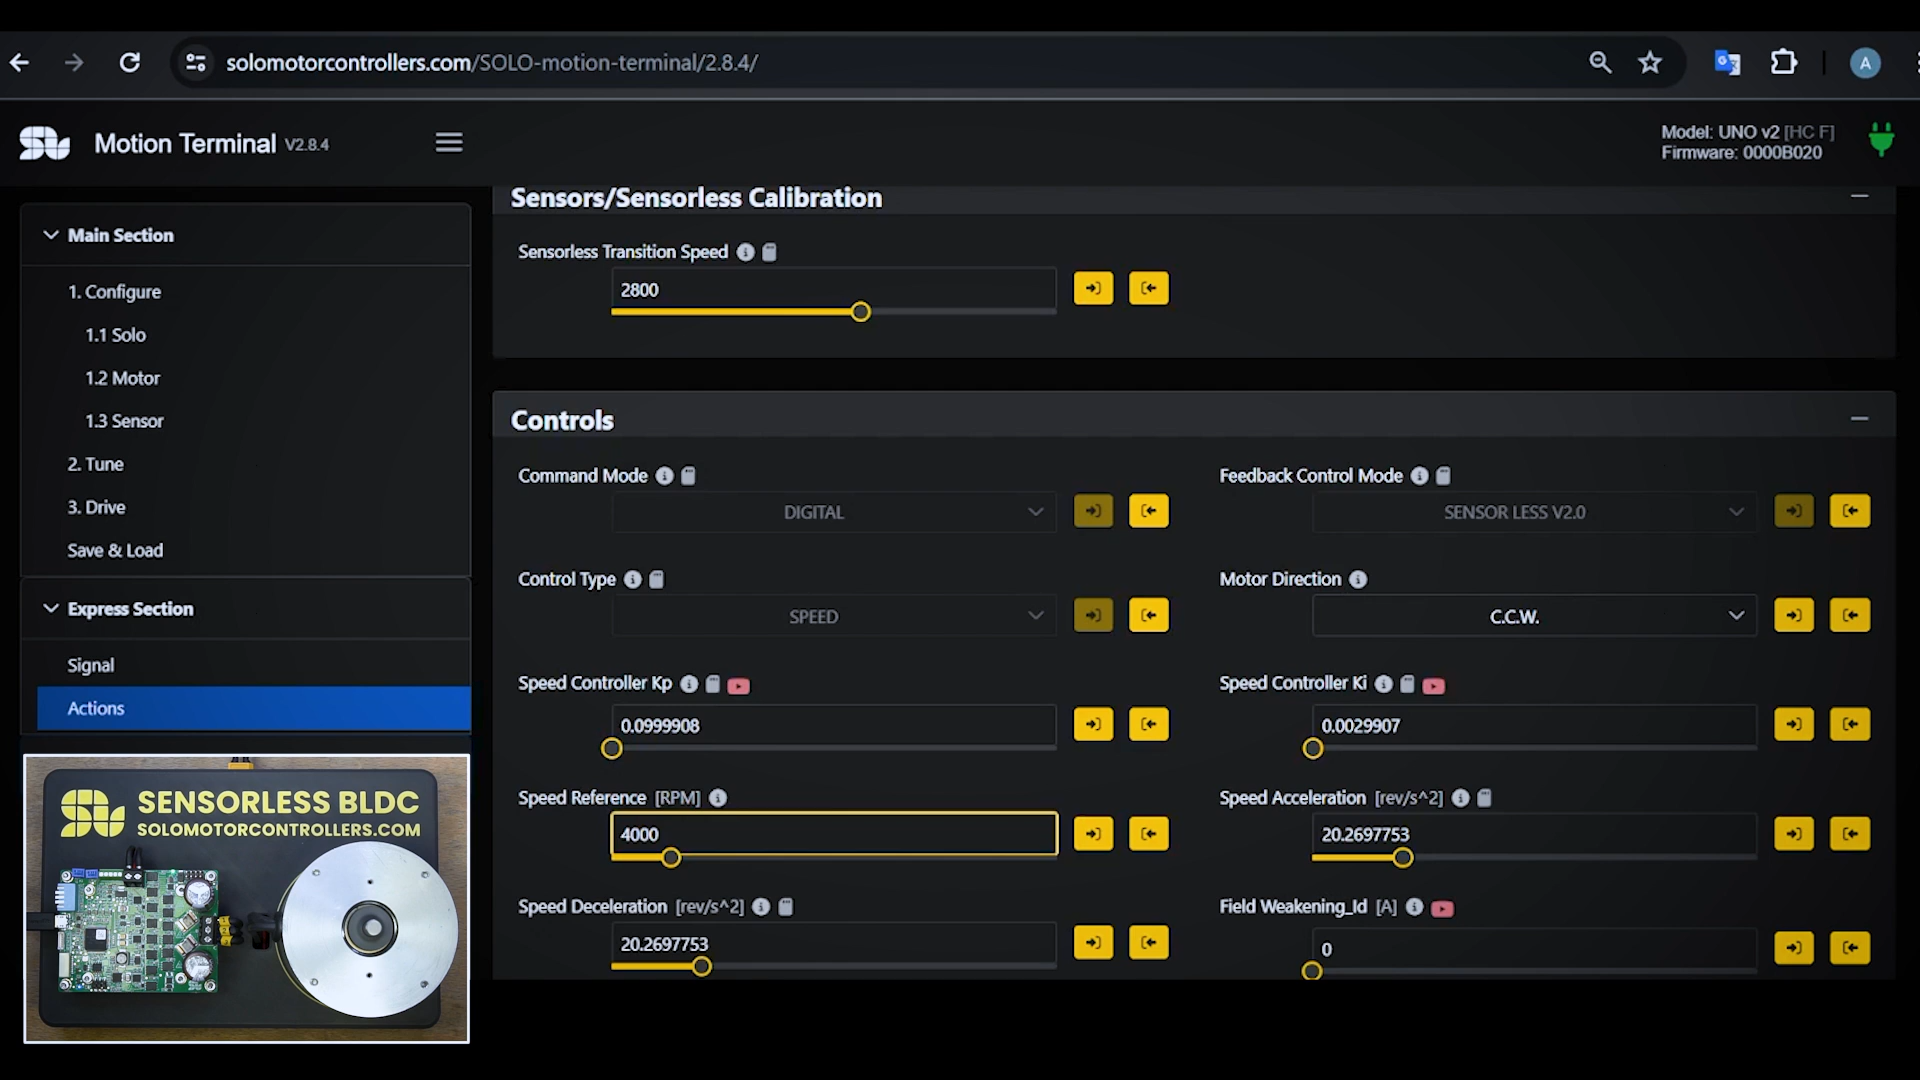 solomotorcontrollers.com/SOLO-motion-terminal/2.8.4/
A
Motion Terminal V2.8.4
Model: UNO v2 [HC F]
Firmware: 0000B020
Main Section
1. Configure
1.1 Solo
1.2 Motor
1.3 Sensor
2. Tune
3. Drive
Save & Load
Express Section
Signal
Actions
Sensors/Sensorless Calibration
Sensorless Transition Speed
2800
Controls
Command Mode
DIGITAL
Feedback Control Mode
SENSOR LESS V2.0
Control Type
SPEED
Motor Direction
C.C.W.
Speed Controller Kp
0.0999908
Speed Controller Ki
0.0029907
Speed Reference [RPM]
4000
Speed Acceleration [rev/s^2]
20.2697753
Speed Deceleration [rev/s^2]
20.2697753
Field Weakening_Id [A]
0
SENSORLESS BLDC
SOLOMOTORCONTROLLERS.COM